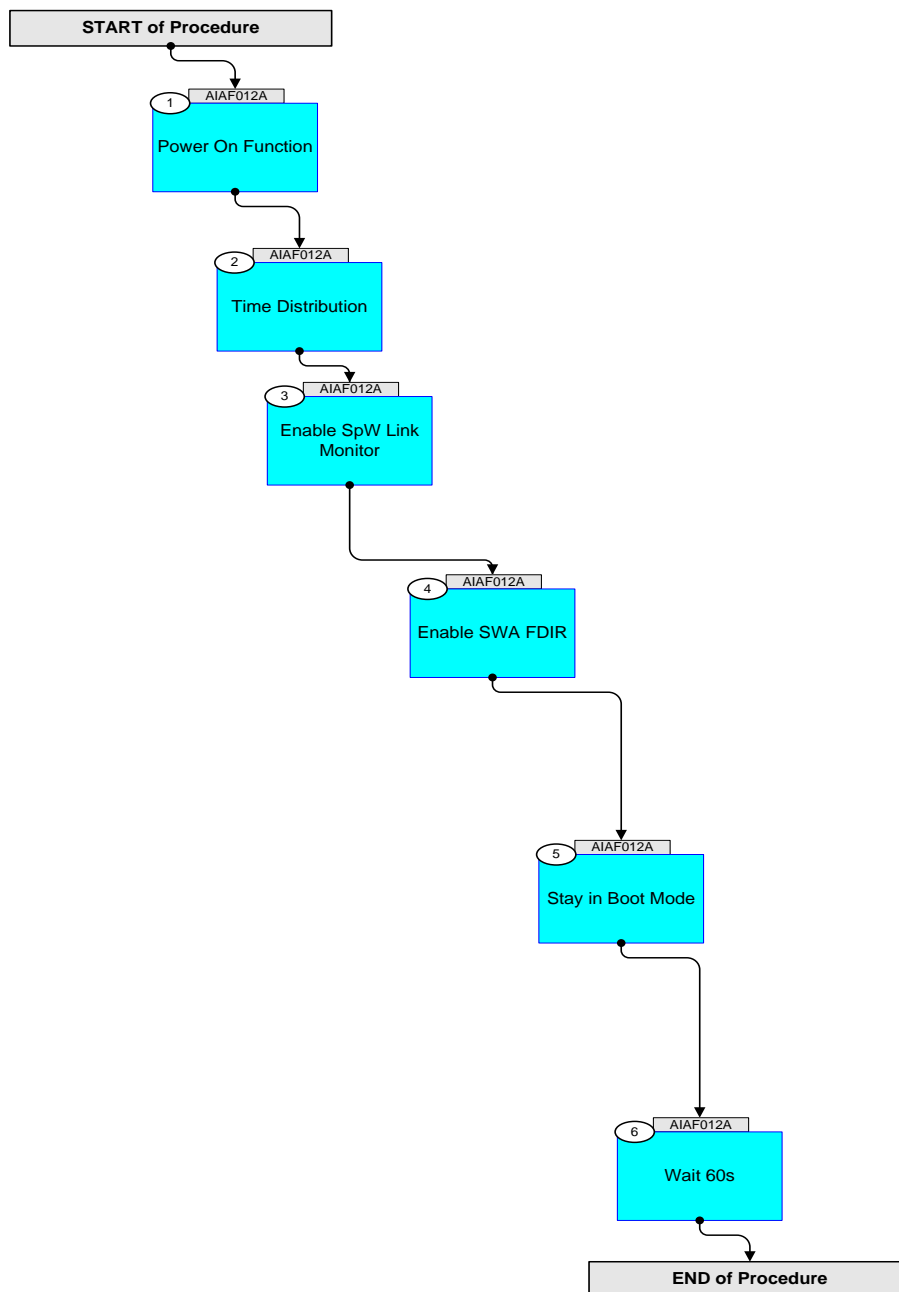 START of Procedure
AIAF012A
1
Power On Function
AIAF012A
2
Time Distribution
AIAF012A
3
Enable SpW Link
Monitor
AIAF012A
4
Enable SWA FDIR
AIAF012A
5
Stay in Boot Mode
AIAF012A
6
Wait 60s
END of Procedure